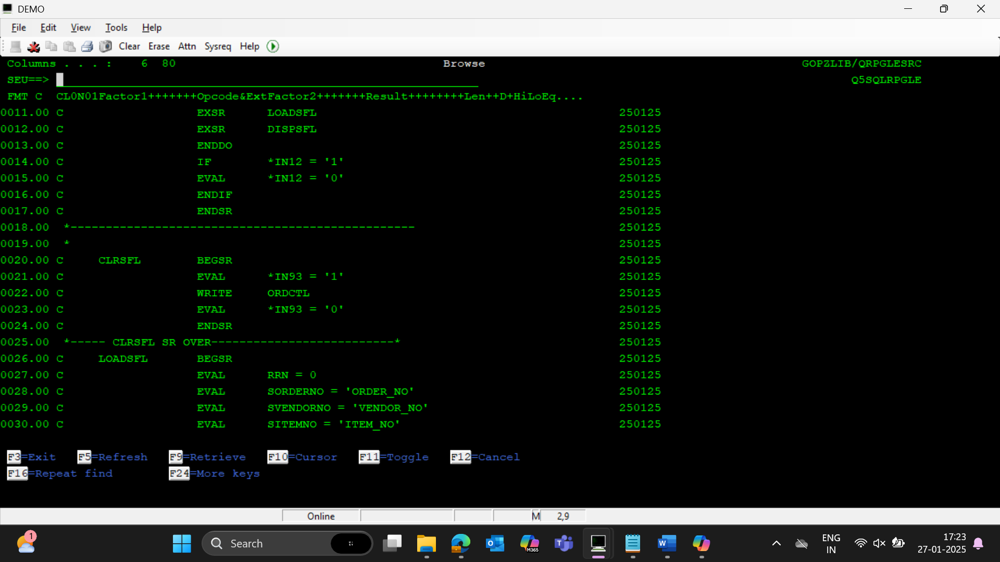 DEMO
File Edit View Tools Help
Clear Erase Attn Sysreq Help
Columns . . . :    6  80                                      Browse                                             GOPZLIB/QRPGLESRC
SEU==>                                                                                                                  Q5SQLRPGLE
FMT C  CL0N01Factor1+++++++Opcode&ExtFactor2+++++++Result++++++++Len++D+HiLoEq....
0011.00 C                   EXSR      LOADSFL                                           250125
0012.00 C                   EXSR      DISPSFL                                           250125
0013.00 C                   ENDDO                                                       250125
0014.00 C                   IF        *IN12 = '1'                                       250125
0015.00 C                   EVAL      *IN12 = '0'                                       250125
0016.00 C                   ENDIF                                                       250125
0017.00 C                   ENDSR                                                       250125
0018.00  *-------------------------------------------------                             250125
0019.00  *                                                                              250125
0020.00 C     CLRSFL        BEGSR                                                       250125
0021.00 C                   EVAL      *IN93 = '1'                                       250125
0022.00 C                   WRITE     ORDCTL                                            250125
0023.00 C                   EVAL      *IN93 = '0'                                       250125
0024.00 C                   ENDSR                                                       250125
0025.00  *----- CLRSFL SR OVER--------------------------*                               250125
0026.00 C     LOADSFL       BEGSR                                                       250125
0027.00 C                   EVAL      RRN = 0                                           250125
0028.00 C                   EVAL      SORDERNO = 'ORDER_NO'                             250125
0029.00 C                   EVAL      SVENDORNO = 'VENDOR_NO'                           250125
0030.00 C                   EVAL      SITEMNO = 'ITEM_NO'                               250125
F3=Exit   F5=Refresh   F9=Retrieve   F10=Cursor   F11=Toggle   F12=Cancel
F16=Repeat find        F24=More keys
Online M 2,9
1 Search M365 ENG IN 17:23 27-01-2025